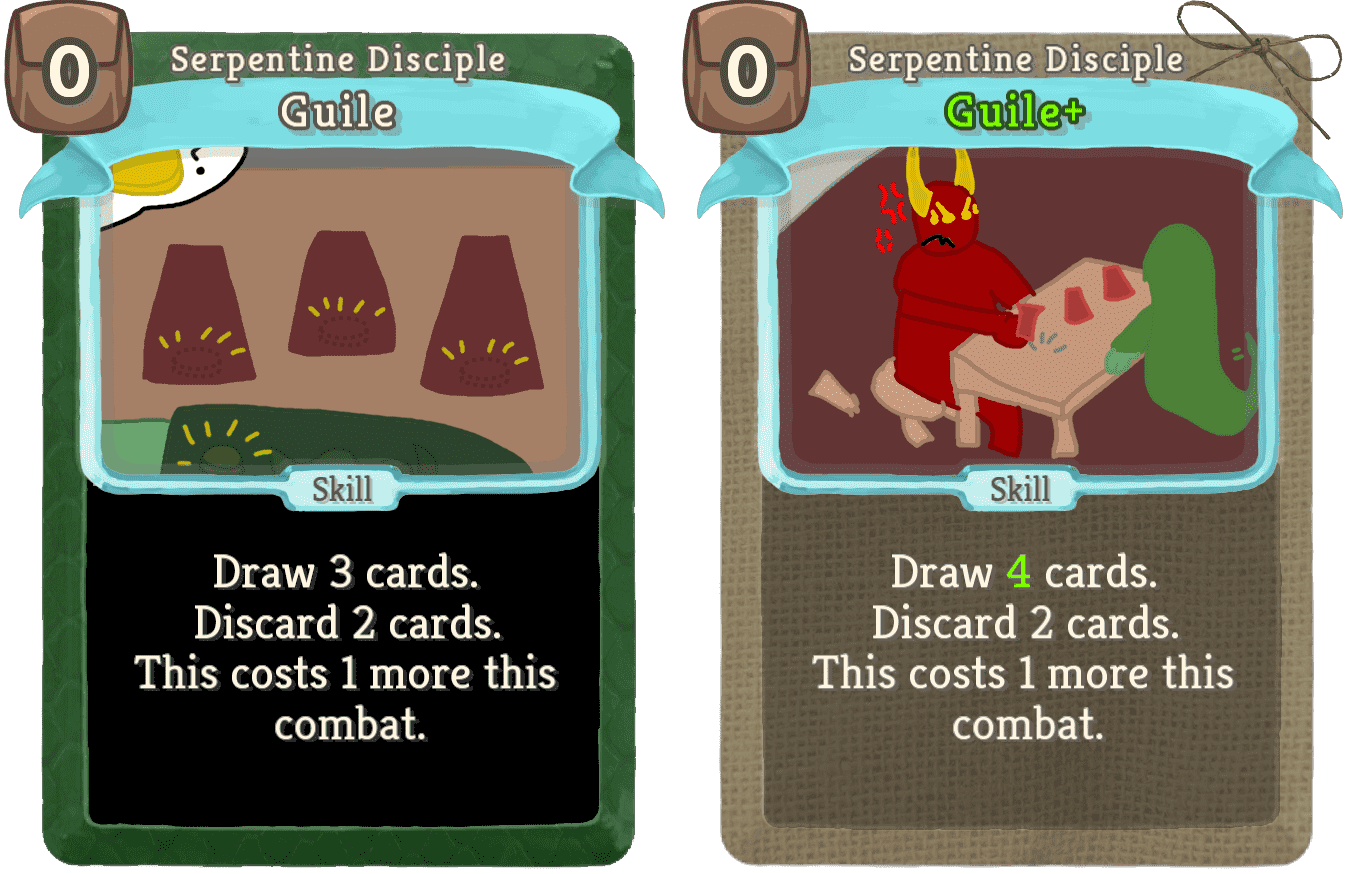 0
Serpentine Disciple
Guile
?
Skill
Draw 3 cards.
Discard 2 cards.
This costs 1 more this
combat.
0
Serpentine Disciple
Guile+
Skill
Draw 4 cards.
Discard 2 cards.
This costs 1 more this
combat.